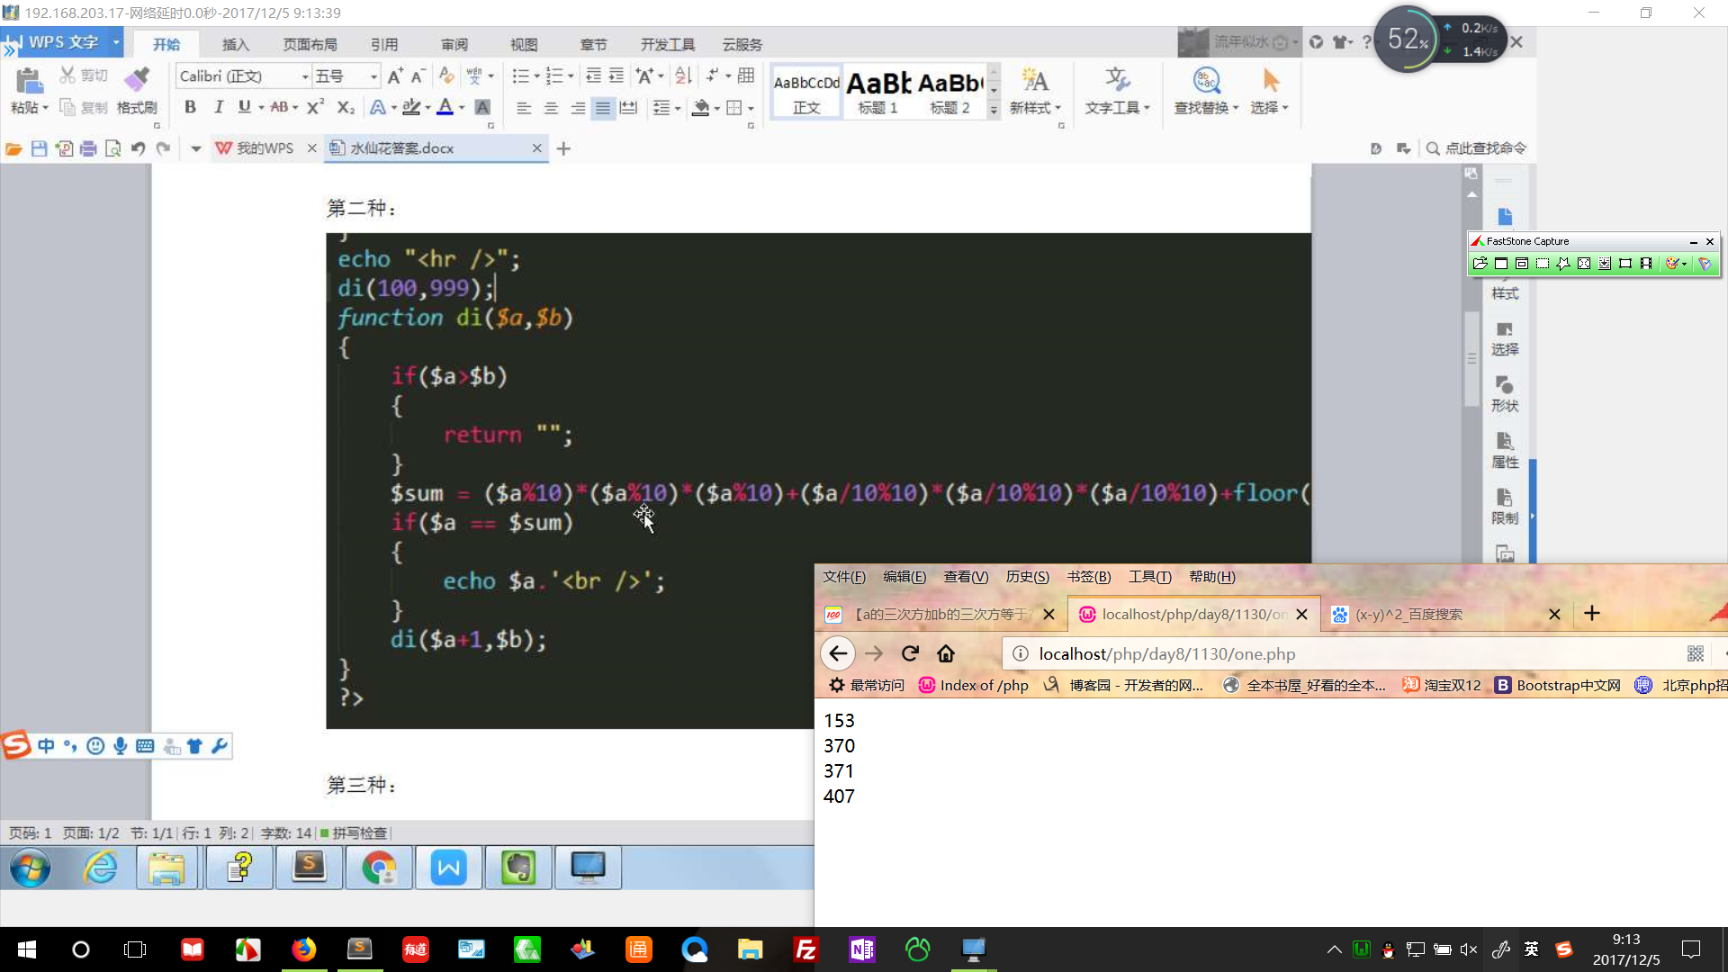 192.168.203.17-网络延时0.0秒-2017/12/5 9:13:39
WPS 文字
开始 插入 页面布局 引用 审阅 视图 章节 开发工具 云服务
流年似水
52%
0.2K/s
1.4K/s
粘贴 剪切 复制 格式刷
Calibri (正文) 五号
B I U AB X² X₂ A A A
AaBbCcDd 正文
AaBb 标题 1
AaBb 标题 2
新样式 文字工具 查找替换 选择
我的WPS 水仙花答案.docx
点此查找命令
第二种：
}
echo "<hr />";
di(100,999);
function di($a,$b)
{
if($a>$b)
{
return "";
}
$sum = ($a%10)*($a%10)*($a%10)+($a/10%10)*($a/10%10)*($a/10%10)+floor(
if($a == $sum)
{
echo $a.'<br />';
}
di($a+1,$b);
}
?>
第三种：
FastStone Capture
样式
选择
形状
属性
限制
中
页码: 1 页面: 1/2 节: 1/1 行: 1 列: 2 字数: 14 拼写检查
文件(F) 编辑(E) 查看(V) 历史(S) 书签(B) 工具(T) 帮助(H)
【a的三次方加b的三次方等于 localhost/php/day8/1130/on (x-y)^2_百度搜索
localhost/php/day8/1130/one.php
最常访问 Index of /php 博客园 - 开发者的网... 全本书屋_好看的全本... 淘宝双12 Bootstrap中文网 北京php招
153
370
371
407
有道
通
英
9:13
2017/12/5